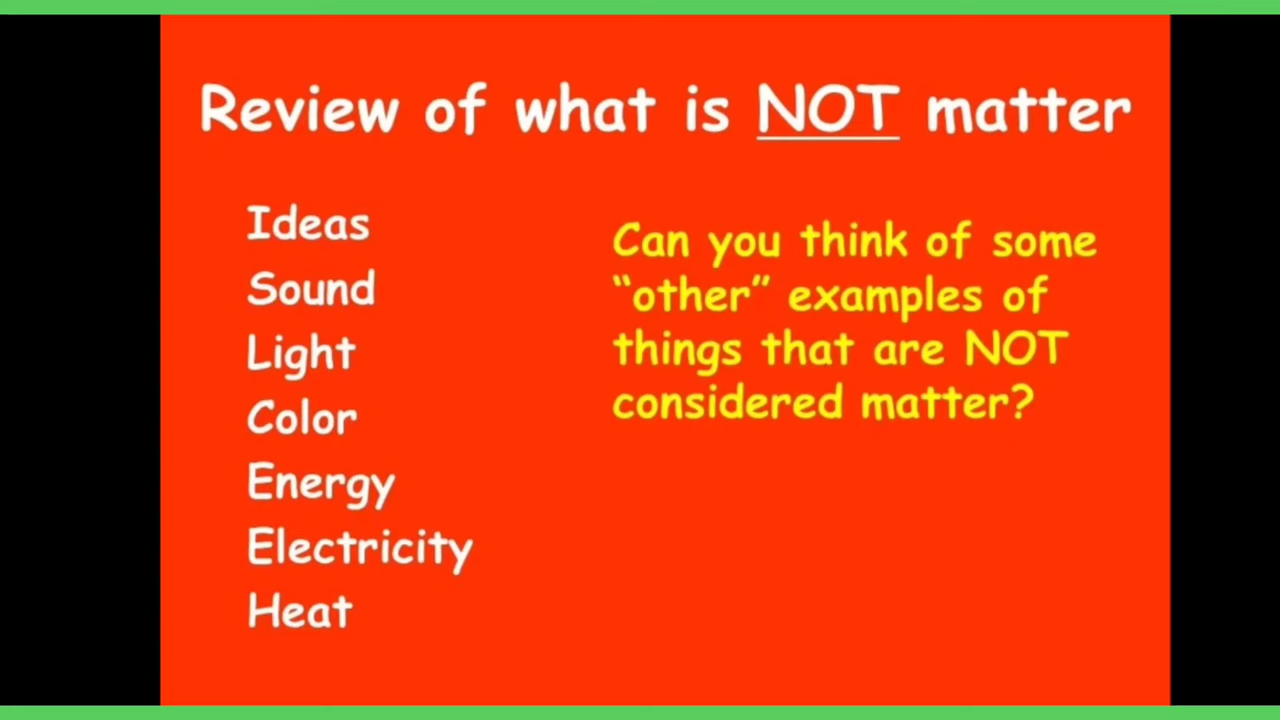 Review of what is NOT matter
Ideas
Sound
Light
Color
Energy
Electricity
Heat
Can you think of some
“other” examples of
things that are NOT
considered matter?